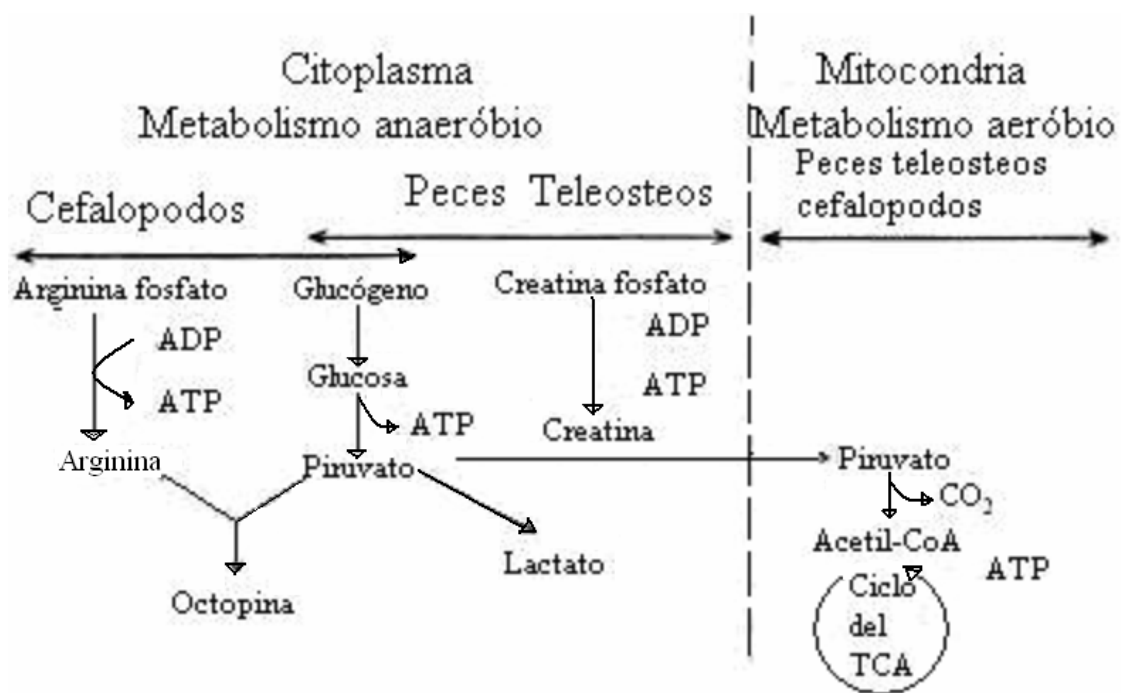 Citoplasma
Metabolismo anaeróbio
Mitocondria
Metabolismo aeróbio
Peces teleosteos
cefalopodos
Cefalopodos
Peces Teleosteos
Arginina fosfato
Glucógeno
Creatina fosfato
ADP
ATP
ADP
ATP
Glucosa
ATP
Creatina
Arginina
Piruvato
Piruvato
CO2
Lactato
Octopina
Acetil-CoA
ATP
Ciclo
del
TCA